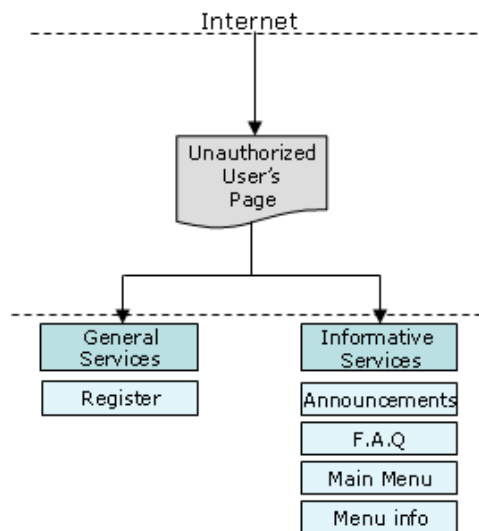 Internet
Unauthorized
User's
Page
General
Services
Register
Informative
Services
Announcements
F.A.Q
Main Menu
Menu info